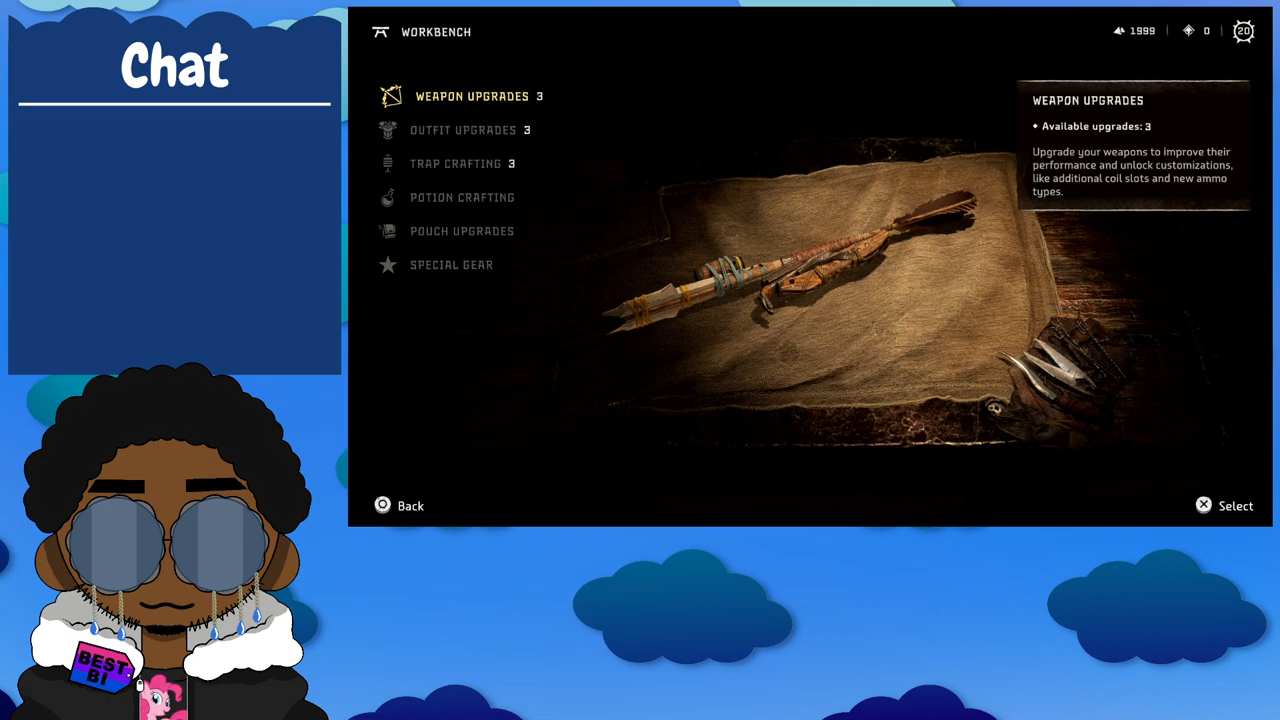 Chat
WORKBENCH
1999
0
20
WEAPON UPGRADES 3
OUTFIT UPGRADES 3
TRAP CRAFTING 3
POTION CRAFTING
POUCH UPGRADES
SPECIAL GEAR
WEAPON UPGRADES
Available upgrades: 3
Upgrade your weapons to improve their
performance and unlock customizations,
like additional coil slots and new ammo
types.
Back
Select
BEST
BI